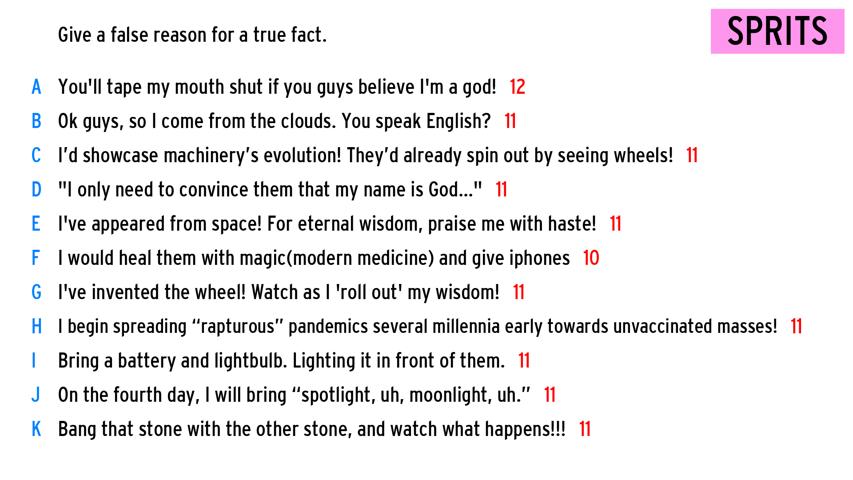 Give a false reason for a true fact.
SPRITS
A You'll tape my mouth shut if you guys believe I'm a god! 12
B Ok guys, so I come from the clouds. You speak English? 11
C I’d showcase machinery’s evolution! They’d already spin out by seeing wheels! 11
D "I only need to convince them that my name is God..." 11
E I've appeared from space! For eternal wisdom, praise me with haste! 11
F I would heal them with magic(modern medicine) and give iphones 10
G I've invented the wheel! Watch as I 'roll out' my wisdom! 11
H I begin spreading “rapturous” pandemics several millennia early towards unvaccinated masses! 11
I Bring a battery and lightbulb. Lighting it in front of them. 11
J On the fourth day, I will bring “spotlight, uh, moonlight, uh.” 11
K Bang that stone with the other stone, and watch what happens!!! 11